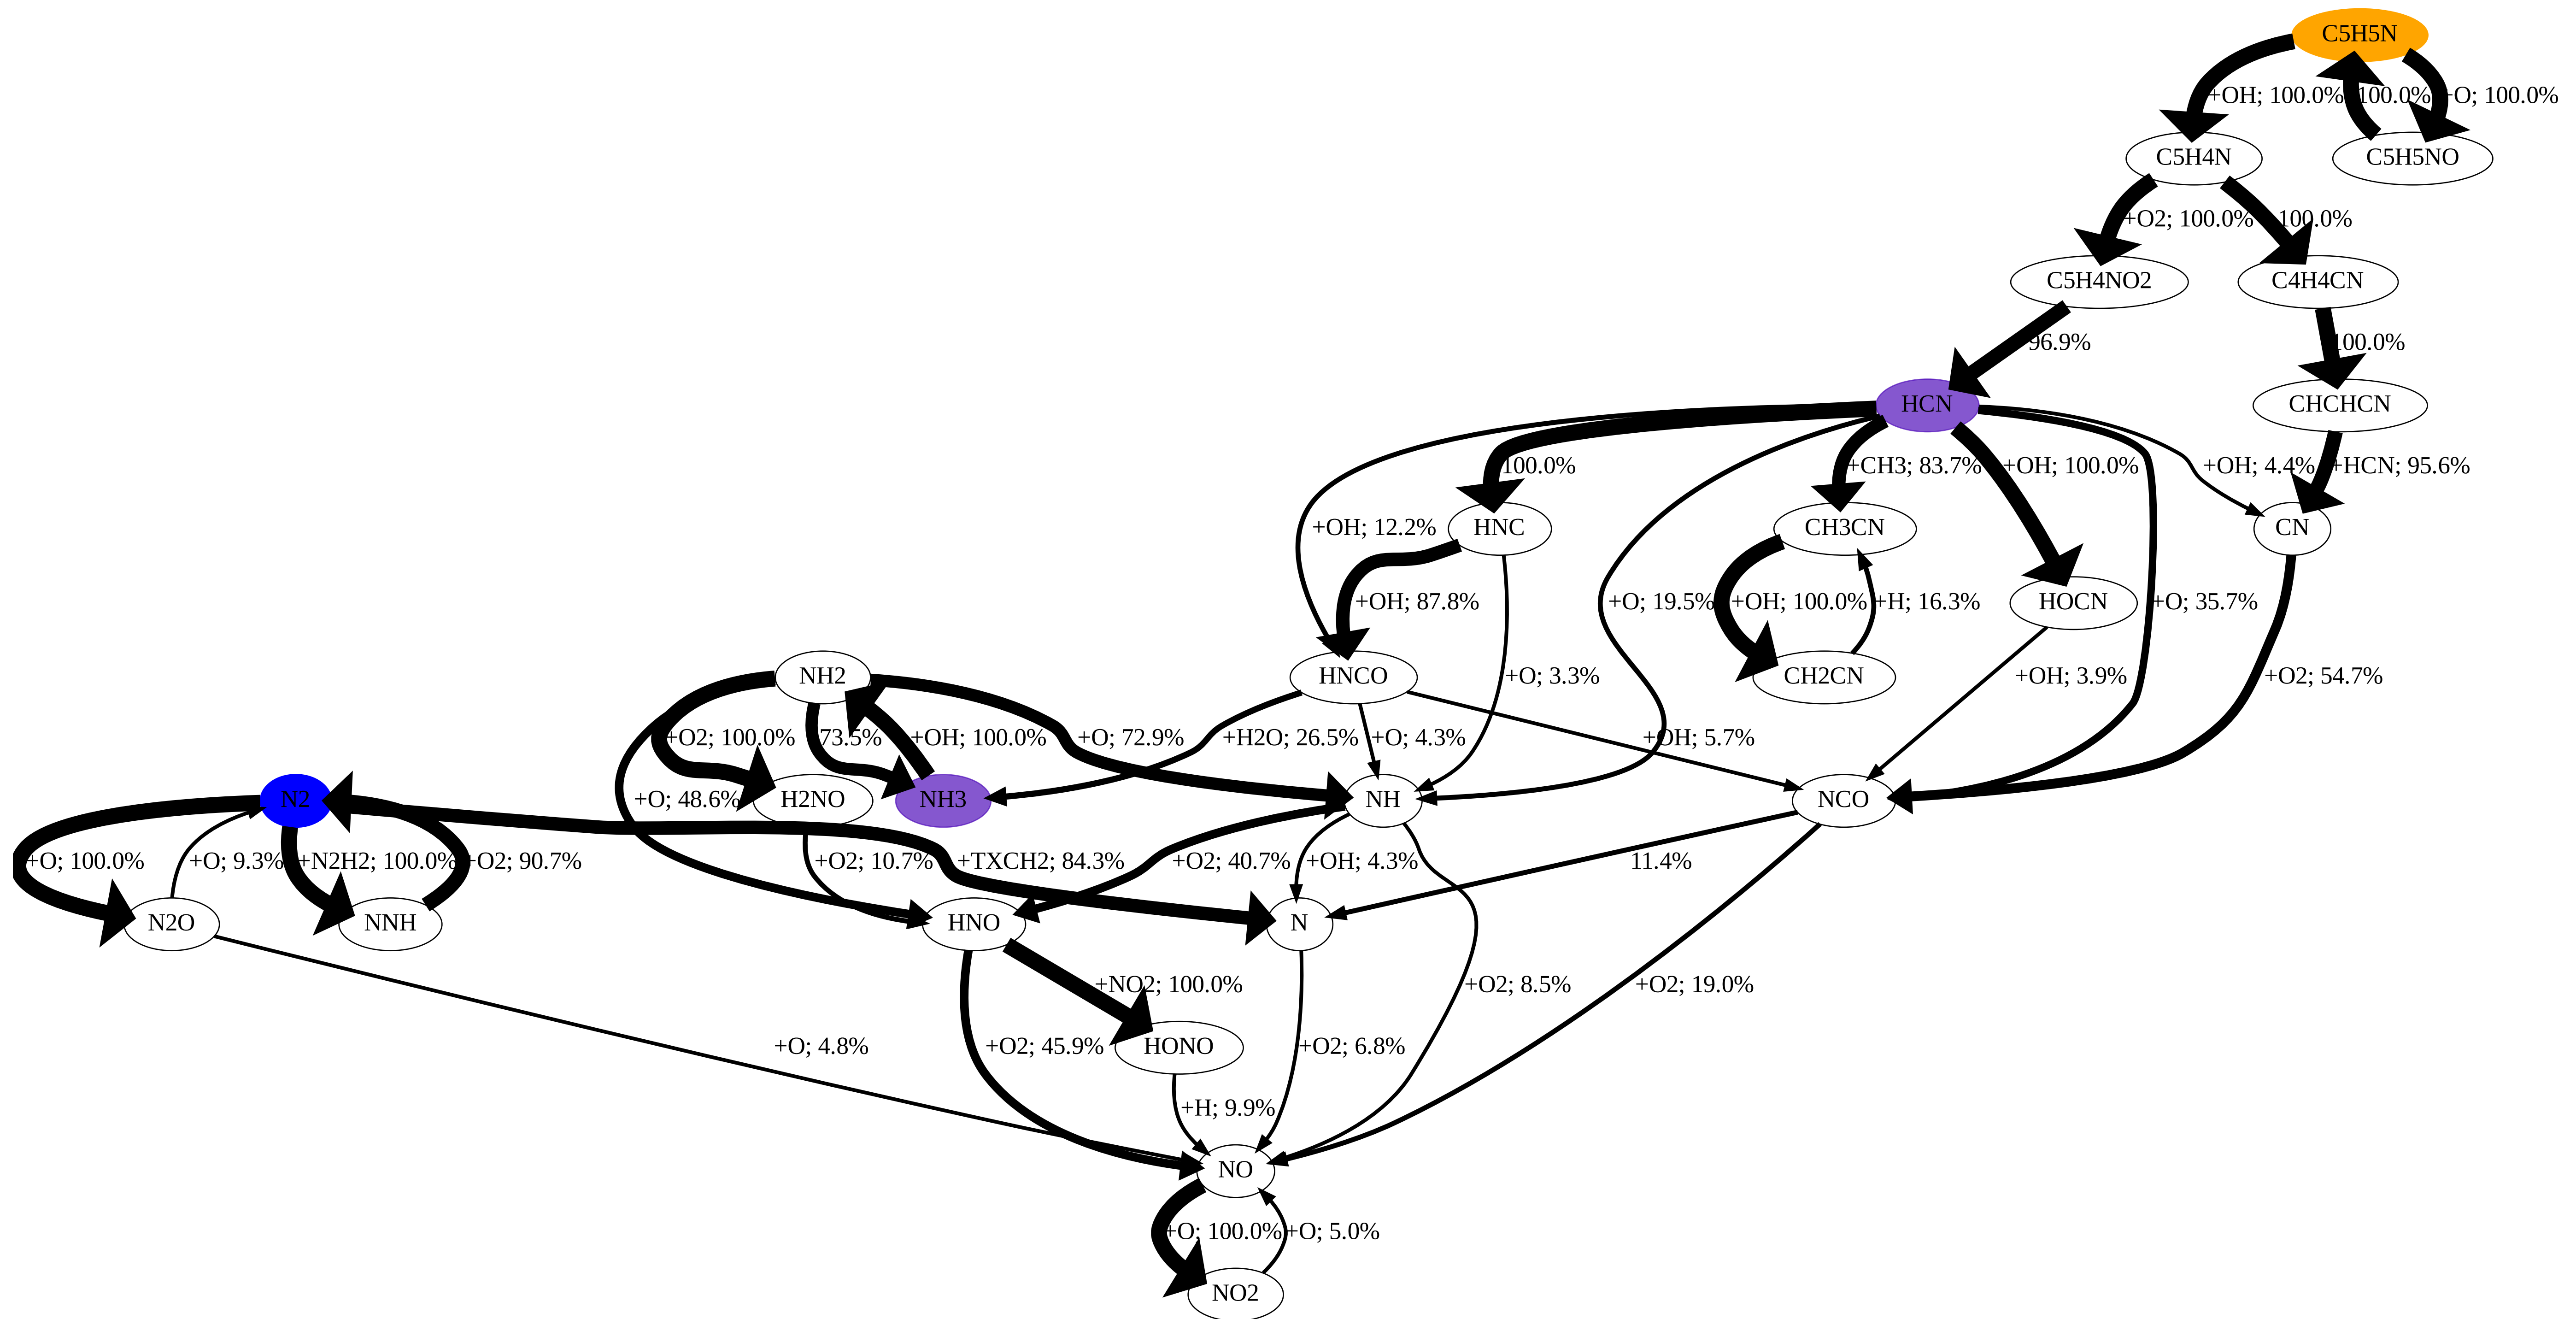 C5H5N
+OH; 100.0%
100.0%
+O; 100.0%
C5H4N
C5H5NO
+O2; 100.0%
100.0%
C5H4NO2
C4H4CN
96.9%
100.0%
HCN
CHCHCN
100.0%
+CH3; 83.7%
+OH; 100.0%
+OH; 4.4%
+HCN; 95.6%
+OH; 12.2%
HNC
CH3CN
CN
+OH; 87.8%
+O; 19.5%
+OH; 100.0%
+H; 16.3%
HOCN
+O; 35.7%
NH2
HNCO
+O; 3.3%
CH2CN
+OH; 3.9%
+O2; 54.7%
+O2; 100.0%
73.5%
+OH; 100.0%
+O; 72.9%
+H2O; 26.5%
+O; 4.3%
+OH; 5.7%
N2
+O; 48.6%
H2NO
NH3
NH
NCO
+O; 100.0%
+O; 9.3%
+N2H2; 100.0%
+O2; 90.7%
+O2; 10.7%
+TXCH2; 84.3%
+O2; 40.7%
+OH; 4.3%
11.4%
N2O
NNH
HNO
N
+NO2; 100.0%
+O2; 8.5%
+O2; 19.0%
+O; 4.8%
+O2; 45.9%
HONO
+O2; 6.8%
+H; 9.9%
NO
+O; 100.0%
+O; 5.0%
NO2